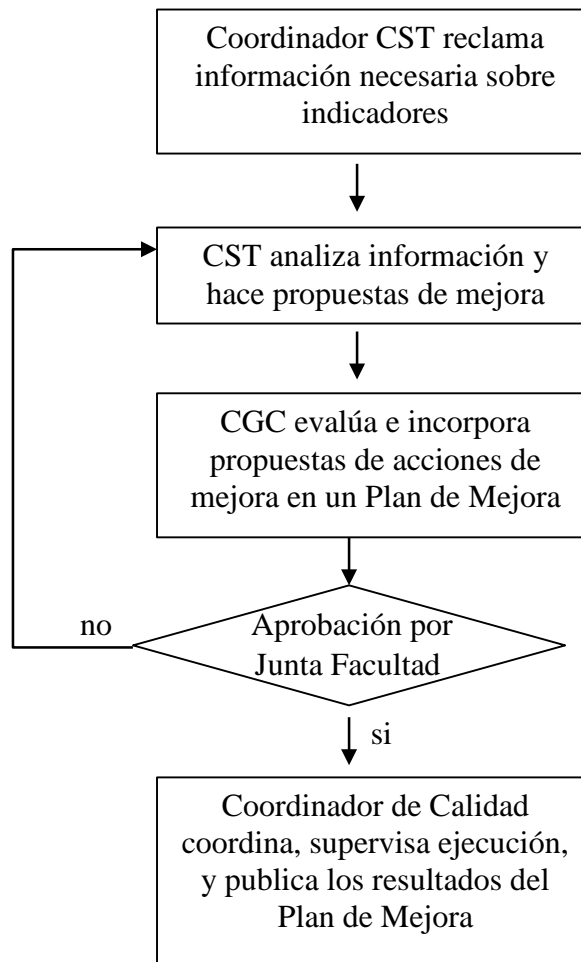 Coordinador CST reclama
información necesaria sobre
indicadores
CST analiza información y
hace propuestas de mejora
CGC evalúa e incorpora
propuestas de acciones de
mejora en un Plan de Mejora
no
Aprobación por
Junta Facultad
si
Coordinador de Calidad
coordina, supervisa ejecución,
y publica los resultados del
Plan de Mejora